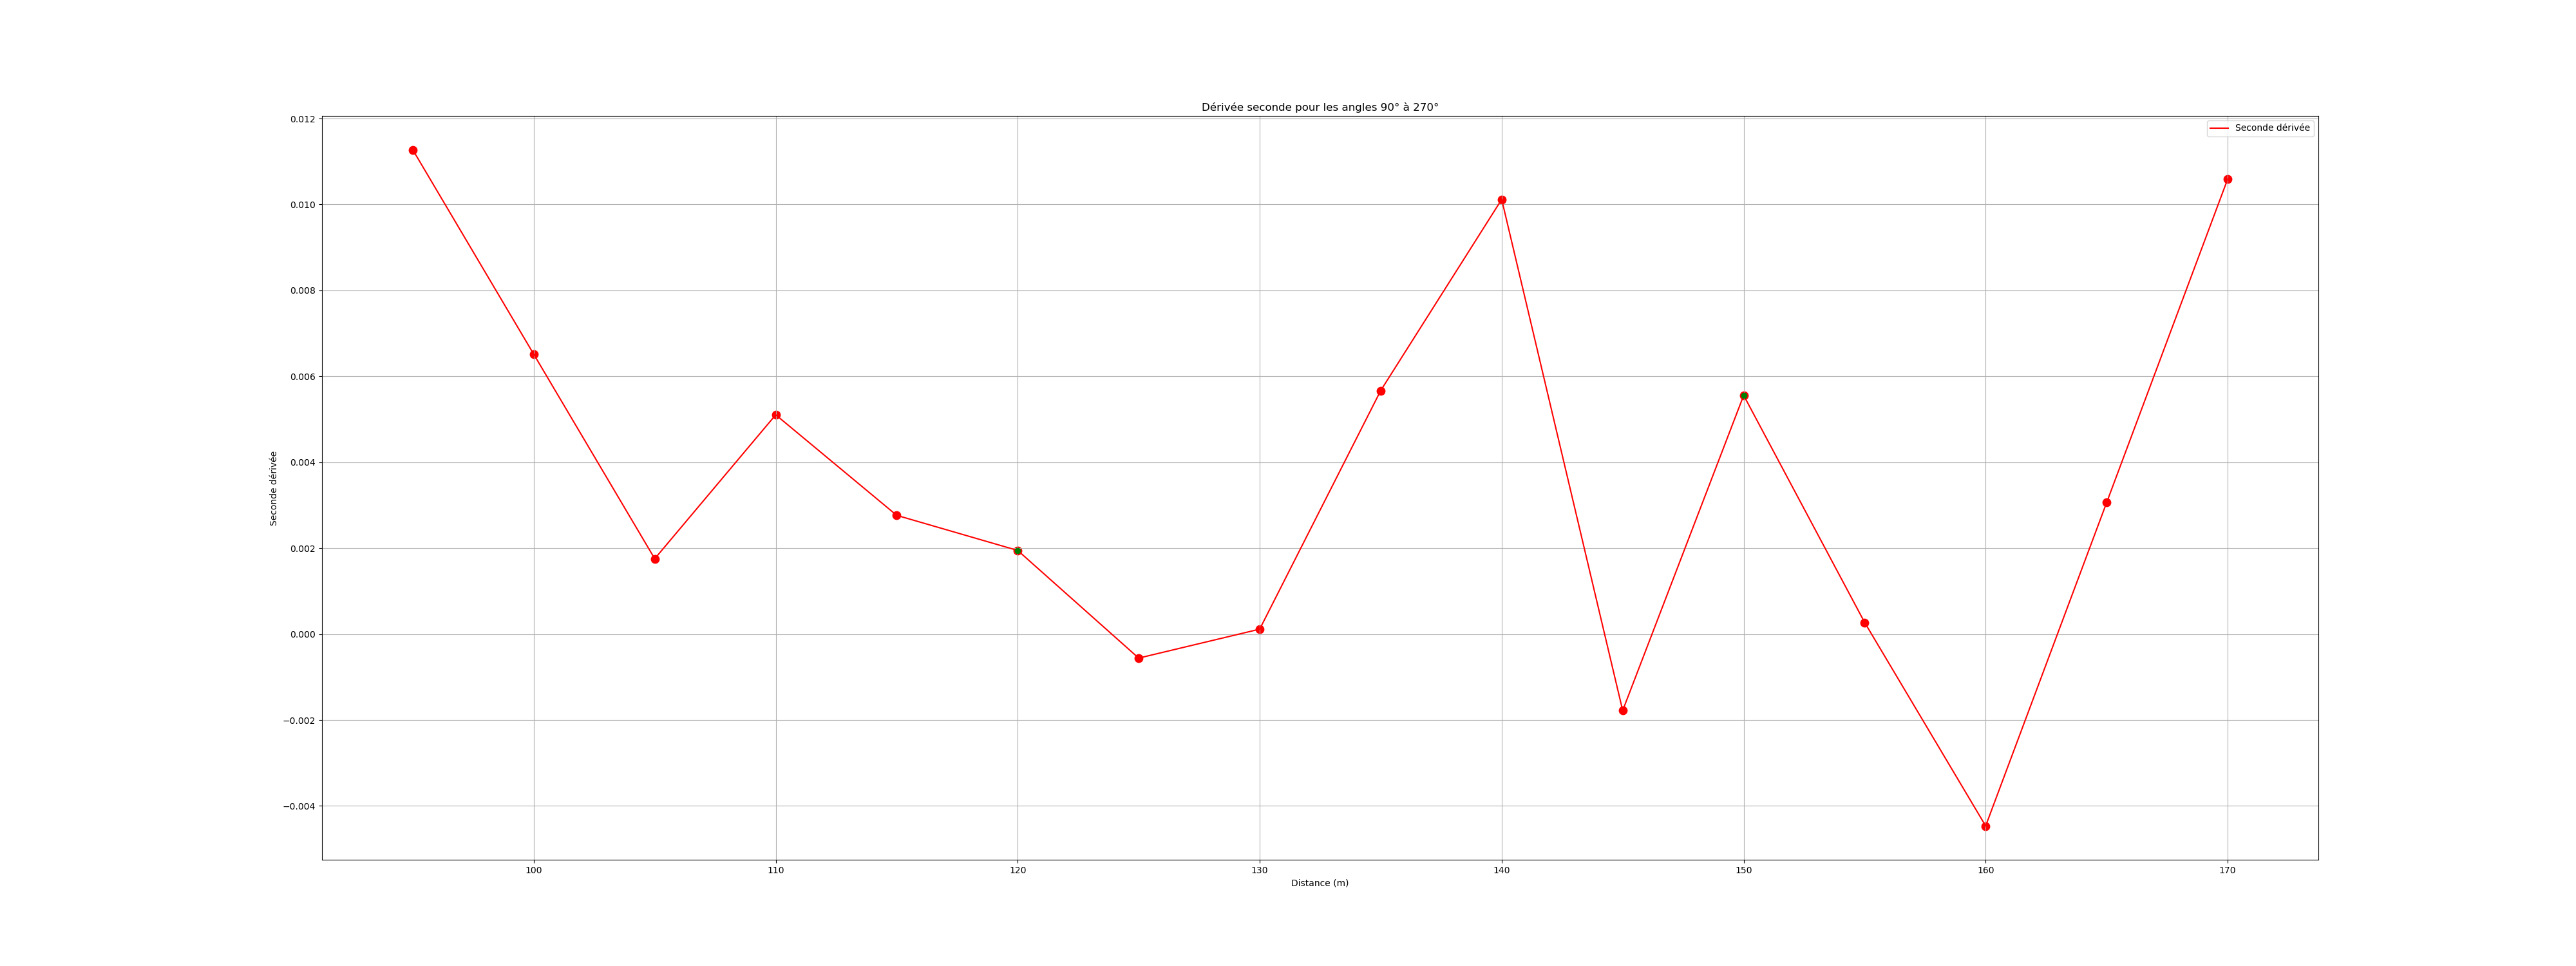 Dérivée seconde pour les angles 90° à 270°
Seconde dérivée
0.012
0.010
0.008
0.006
0.004
0.002
0.000
−0.002
−0.004
Seconde dérivée
100 110 120 130 140 150 160 170
Distance (m)